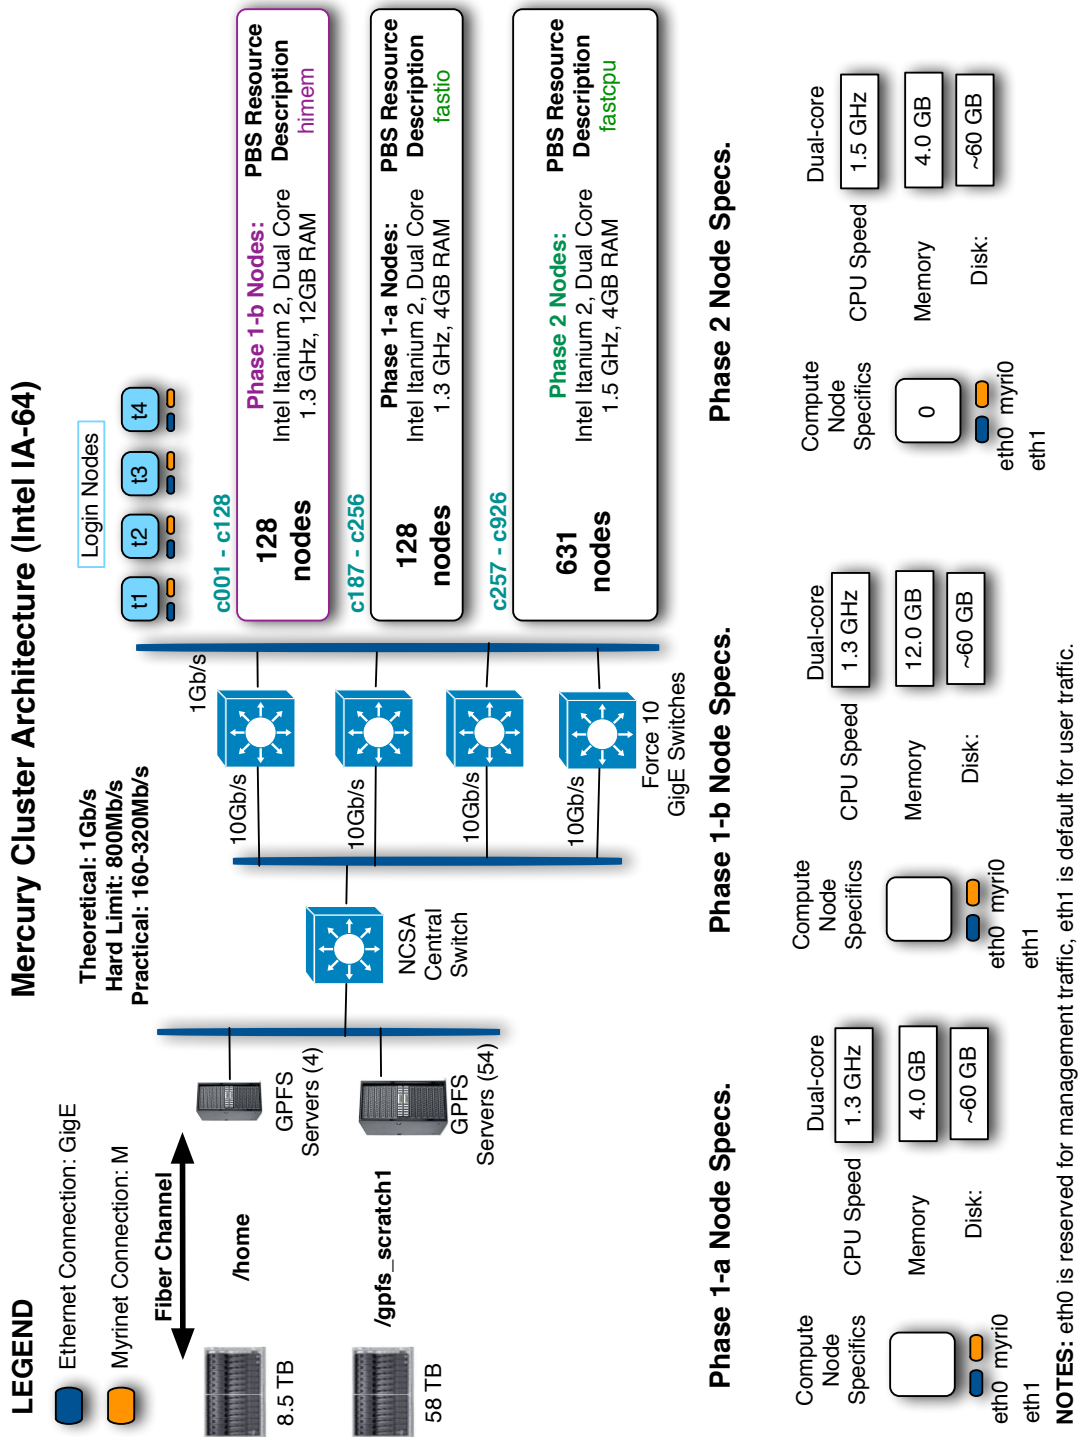 Mercury Cluster Architecture (Intel IA-64)
LEGEND
Ethernet Connection: GigE
Myrinet Connection: M
Theoretical: 1Gb/s
Hard Limit: 800Mb/s
Practical: 160-320Mb/s
Login Nodes
t1
t2
t3
t4
Fiber Channel
/home
8.5 TB
GPFS
Servers (4)
/gpfs_scratch1
58 TB
GPFS
Servers (54)
NCSA
Central
Switch
10Gb/s
10Gb/s
10Gb/s
10Gb/s
1Gb/s
Force 10
GigE Switches
c001 - c128
128
nodes
Phase 1-b Nodes:
Intel Itanium 2, Dual Core
1.3 GHz, 12GB RAM
PBS Resource
Description
himem
c187 - c256
128
nodes
Phase 1-a Nodes:
Intel Itanium 2, Dual Core
1.3 GHz, 4GB RAM
PBS Resource
Description
fastio
c257 - c926
631
nodes
Phase 2 Nodes:
Intel Itanium 2, Dual Core
1.5 GHz, 4GB RAM
PBS Resource
Description
fastcpu
Phase 1-a Node Specs.
Compute
Node
Specifics
eth0 myri0
eth1
Dual-core
CPU Speed 1.3 GHz
Memory 4.0 GB
Disk: ~60 GB
Phase 1-b Node Specs.
Compute
Node
Specifics
eth0 myri0
eth1
Dual-core
CPU Speed 1.3 GHz
Memory 12.0 GB
Disk: ~60 GB
Phase 2 Node Specs.
Compute
Node
Specifics
0
eth0 myri0
eth1
Dual-core
CPU Speed 1.5 GHz
Memory 4.0 GB
Disk: ~60 GB
NOTES: eth0 is reserved for management traffic, eth1 is default for user traffic.